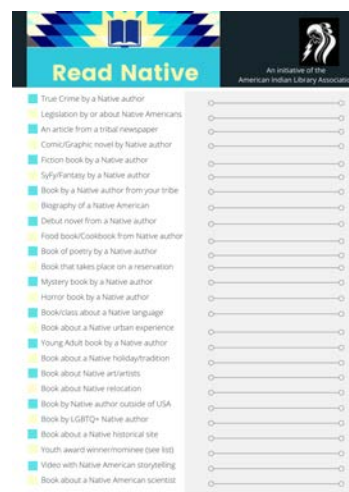 Read Native
An initiative of the
American Indian Library Association
True Crime by a Native author
Legislation by or about Native Americans
An article from a tribal newspaper
Comic/Graphic novel by Native author
Fiction book by a Native author
SyFy/Fantasy by a Native author
Book by a Native author from your tribe
Biography of a Native American
Debut novel from a Native author
Food book/Cookbook from Native author
Book of poetry by a Native author
Book that takes place on a reservation
Mystery book by a Native author
Horror book by a Native author
Book/class about a Native language
Book about a Native urban experience
Young Adult book by a Native author
Book about a Native holiday/tradition
Book about Native art/artists
Book about Native relocation
Book by Native author outside of USA
Book by LGBTQ+ Native author
Book about a Native historical site
Youth award winner/nominee (see list)
Video with Native American storytelling
Book about a Native American scientist